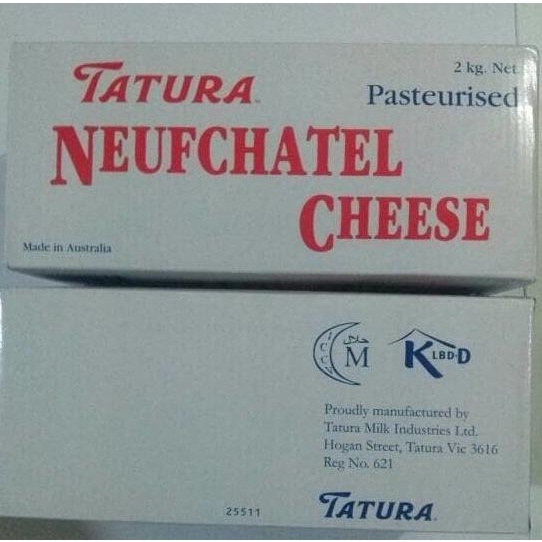 TATURA
2 kg. Net.
Pasteurised
NEUFCHATEL
CHEESE
Made in Australia
ICCV
حلال
M
K LBD-D
Proudly manufactured by
Tatura Milk Industries Ltd.
Hogan Street, Tatura Vic 3616
Reg No. 621
25511
TATURA